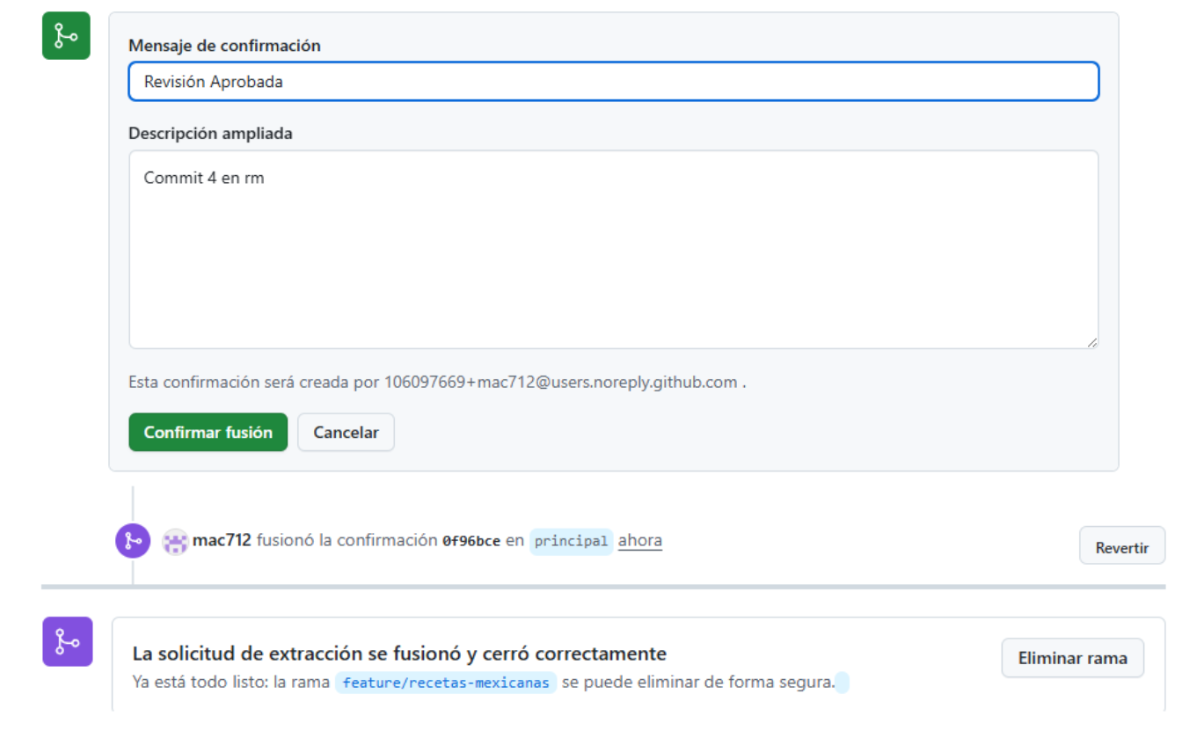 Mensaje de confirmación
Revisión Aprobada
Descripción ampliada
Commit 4 en rm
Esta confirmación será creada por 106097669+mac712@users.noreply.github.com .
Confirmar fusión Cancelar
mac712 fusionó la confirmación 0f96bce en principal ahora
Revertir
La solicitud de extracción se fusionó y cerró correctamente
Eliminar rama
Ya está todo listo: la rama feature/recetas-mexicanas se puede eliminar de forma segura.